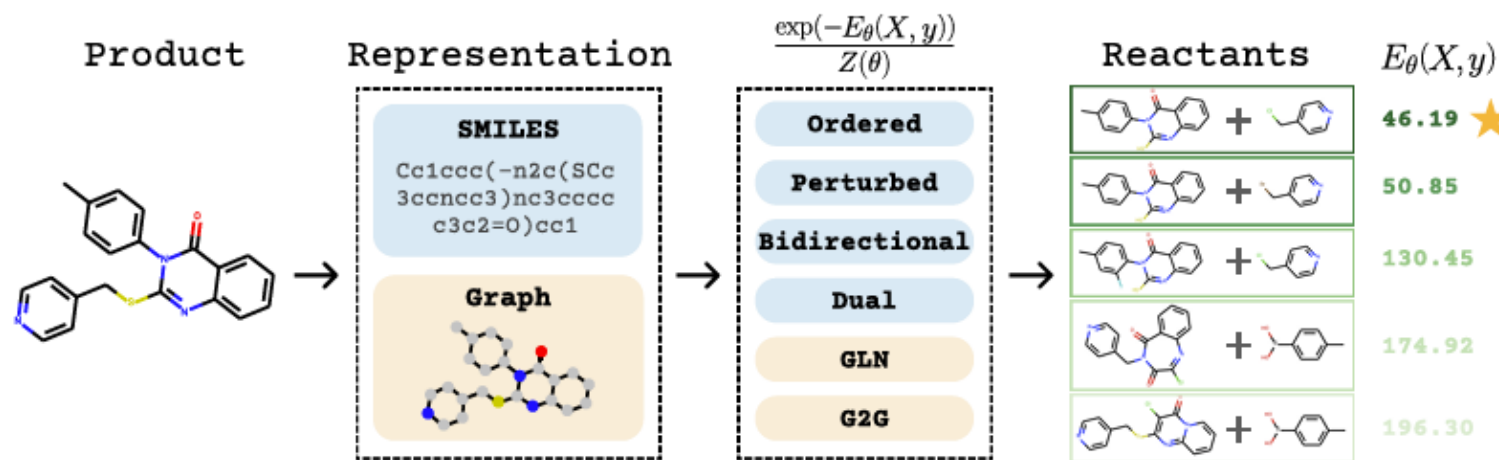 Product
Representation
exp(−E_θ(X, y))
Z(θ)
Reactants
E_θ(X, y)
SMILES
Cc1ccc(-n2c(SCc
3ccncc3)nc3cccc
c3c2=O)cc1
Graph
Ordered
Perturbed
Bidirectional
Dual
GLN
G2G
+
46.19
+
50.85
+
130.45
+
174.92
+
196.30
O
N
S
N
N